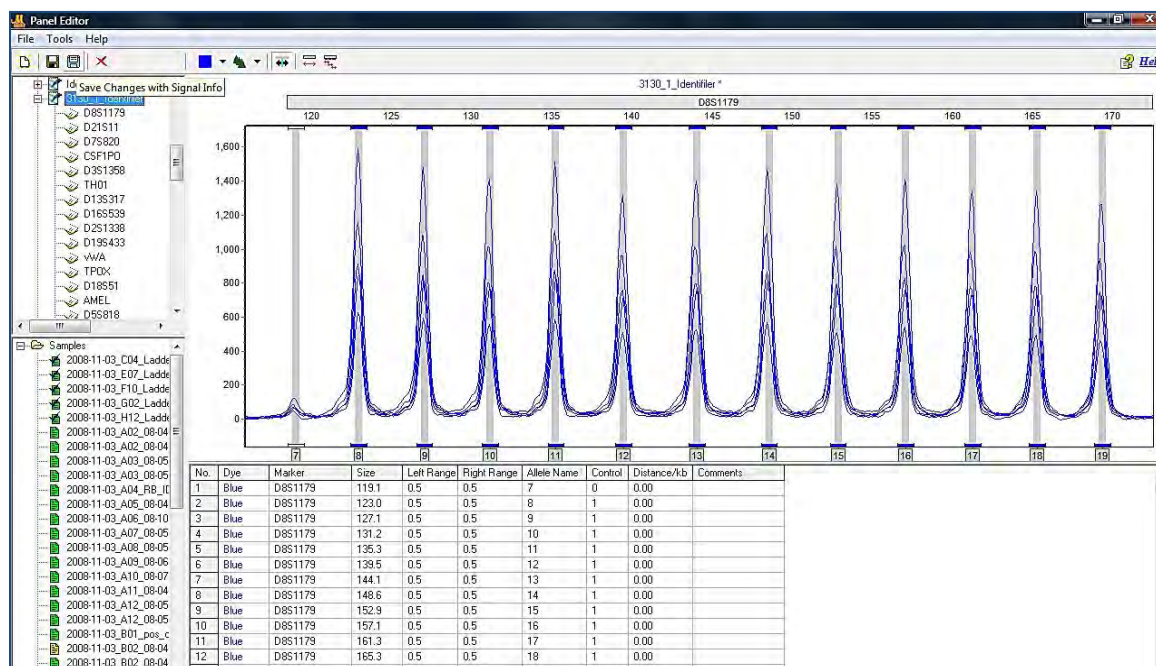 Panel Editor
File Tools Help
Help
Save Changes with Signal Info
3130_1_Identifiler
D8S1179
D21S11
D7S820
CSF1PO
D3S1358
TH01
D13S317
D16S539
D2S1338
D19S433
vWA
TPOX
D18S51
AMEL
D5S818
Samples
2008-11-03_C04_Ladde
2008-11-03_E07_Ladde
2008-11-03_F10_Ladde
2008-11-03_G02_Ladde
2008-11-03_H12_Ladde
2008-11-03_A02_08-04
2008-11-03_A02_08-04
2008-11-03_A03_08-05
2008-11-03_A03_08-05
2008-11-03_A04_RB_ID
2008-11-03_A05_08-04
2008-11-03_A06_08-10
2008-11-03_A07_08-05
2008-11-03_A08_08-05
2008-11-03_A09_08-06
2008-11-03_A10_08-07
2008-11-03_A11_08-04
2008-11-03_A12_08-05
2008-11-03_A12_08-05
2008-11-03_B01_pos_c
2008-11-03_B02_08-04
2008-11-03_B02_08-04
3130_1_Identifiler *
D8S1179
120 125 130 135 140 145 150 155 160 165 170
1,600
1,400
1,200
1,000
800
600
400
200
0
7 8 9 10 11 12 13 14 15 16 17 18 19
No. Dye Marker Size Left Range Right Range Allele Name Control Distance/kb Comments
1 Blue D8S1179 119.1 0.5 0.5 7 0 0.00
2 Blue D8S1179 123.0 0.5 0.5 8 1 0.00
3 Blue D8S1179 127.1 0.5 0.5 9 1 0.00
4 Blue D8S1179 131.2 0.5 0.5 10 1 0.00
5 Blue D8S1179 135.3 0.5 0.5 11 1 0.00
6 Blue D8S1179 139.5 0.5 0.5 12 1 0.00
7 Blue D8S1179 144.1 0.5 0.5 13 1 0.00
8 Blue D8S1179 148.6 0.5 0.5 14 1 0.00
9 Blue D8S1179 152.9 0.5 0.5 15 1 0.00
10 Blue D8S1179 157.1 0.5 0.5 16 1 0.00
11 Blue D8S1179 161.3 0.5 0.5 17 1 0.00
12 Blue D8S1179 165.3 0.5 0.5 18 1 0.00